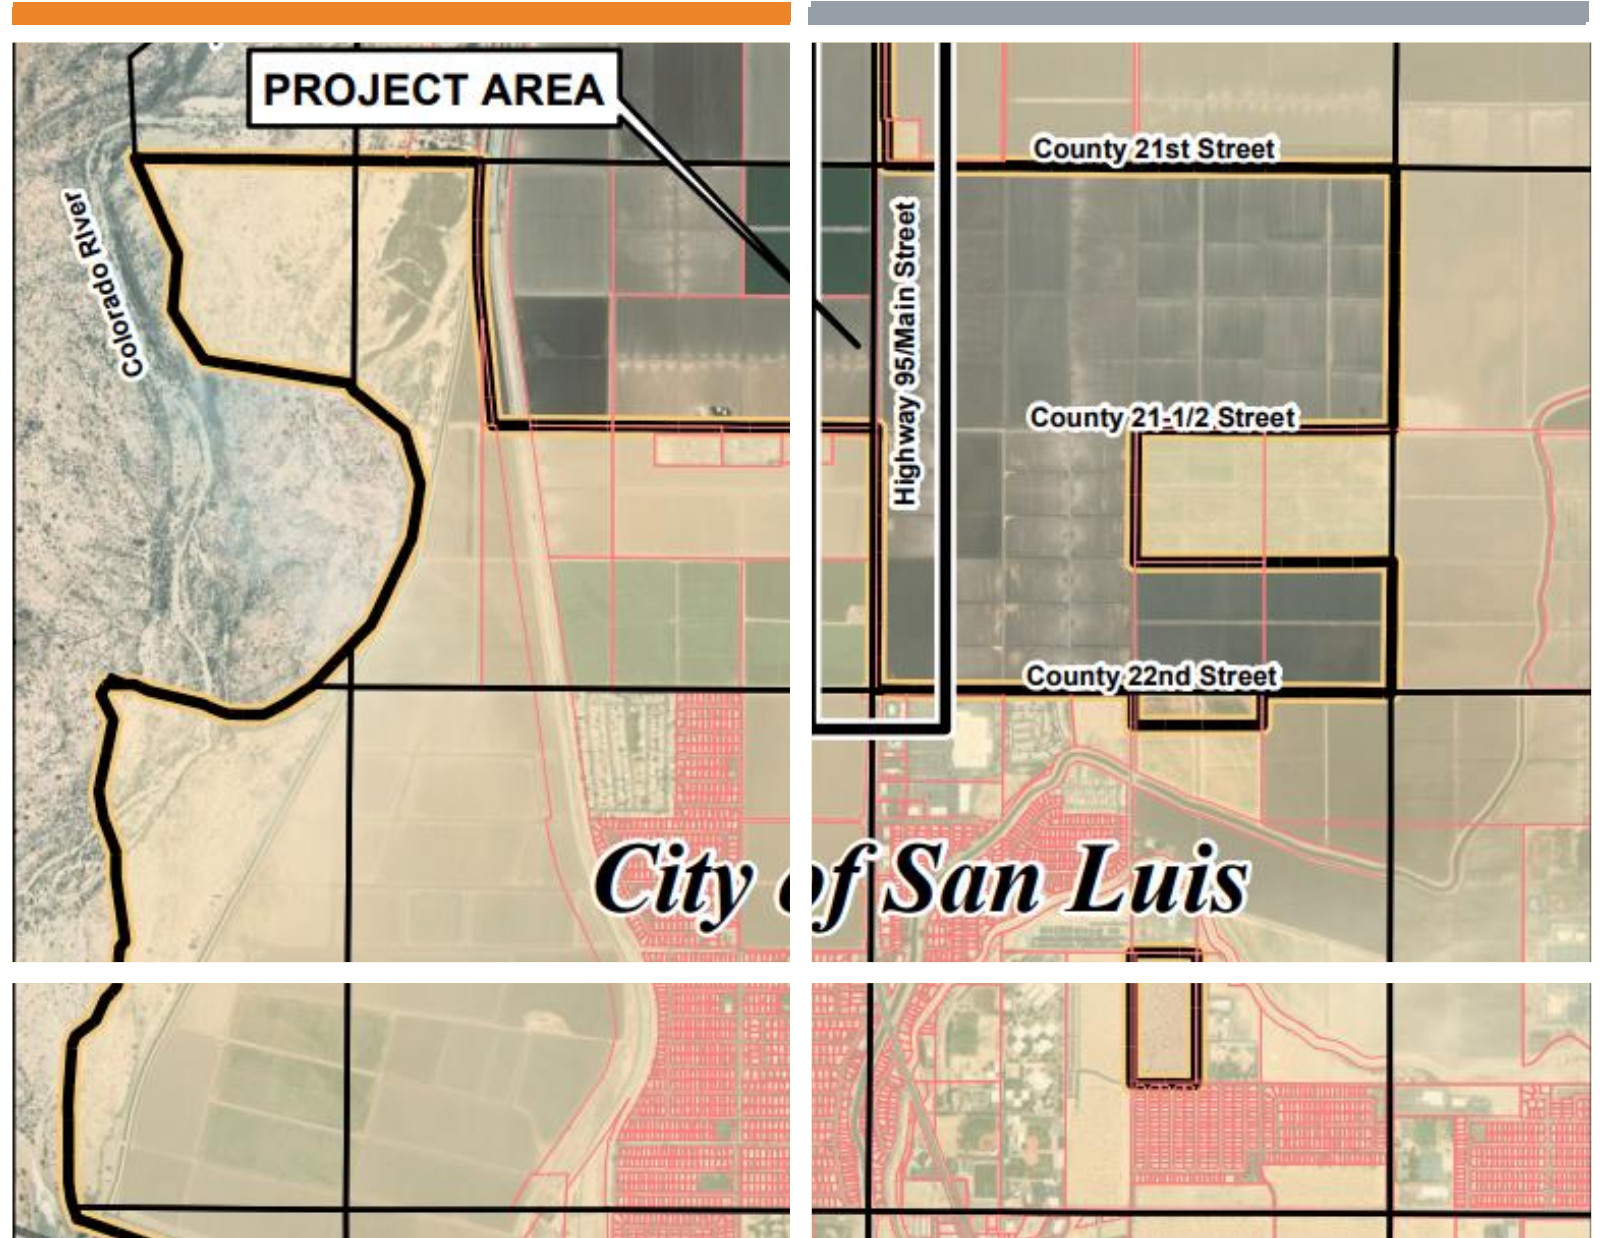 PROJECT AREA
Colorado River
County 21st Street
Highway 95/Main Street
County 21-1/2 Street
County 22nd Street
City of San Luis